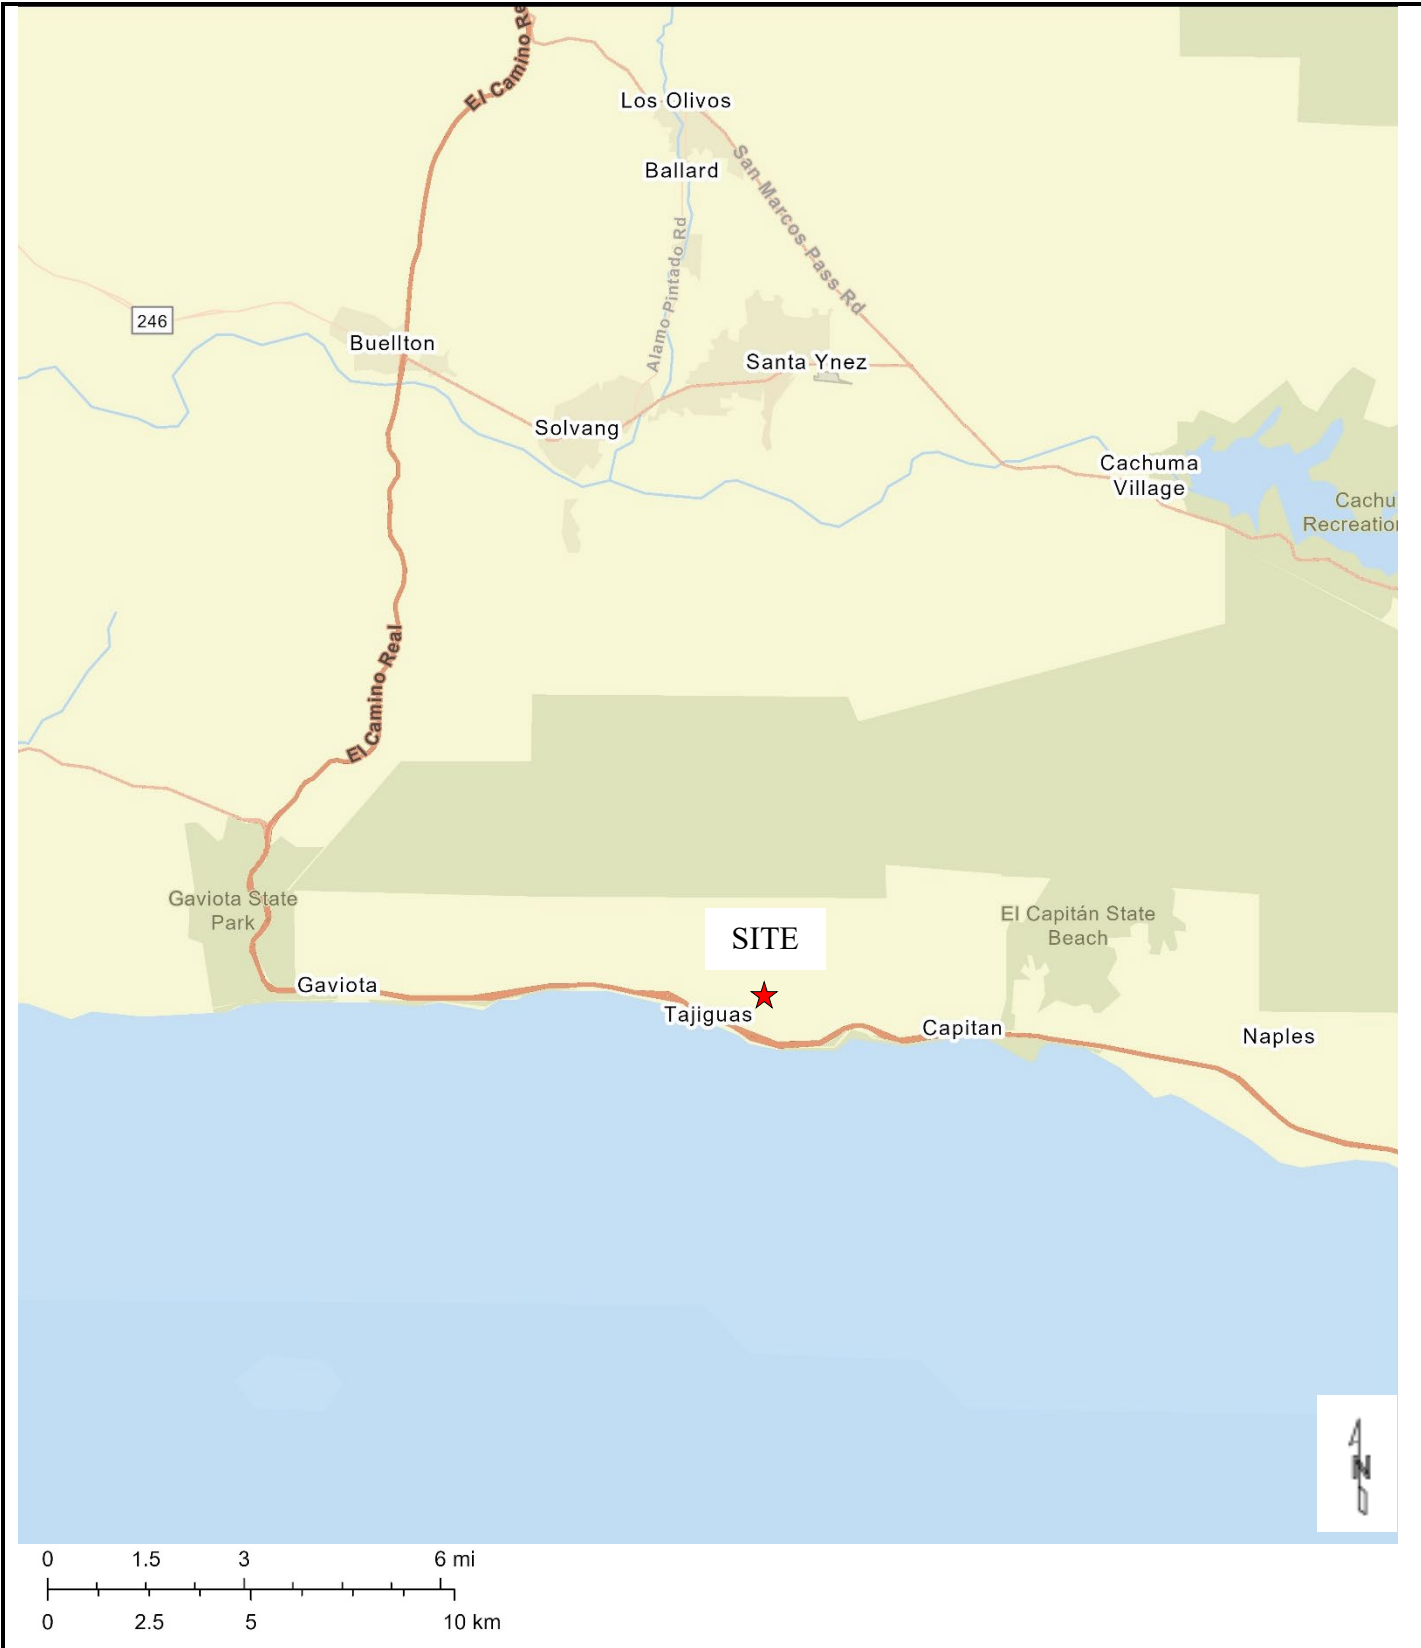 El Camino Re
Los Olivos
Ballard
San Marcos Pass Rd
Alamo Pintado Rd
246
Buellton
Santa Ynez
Solvang
Cachuma
Village
Cachu
Recreation
El Camino Real
Gaviota State
Park
SITE
El Capitán State
Beach
Gaviota
Tajiguas
Capitan
Naples
N
0 1.5 3 6 mi
0 2.5 5 10 km